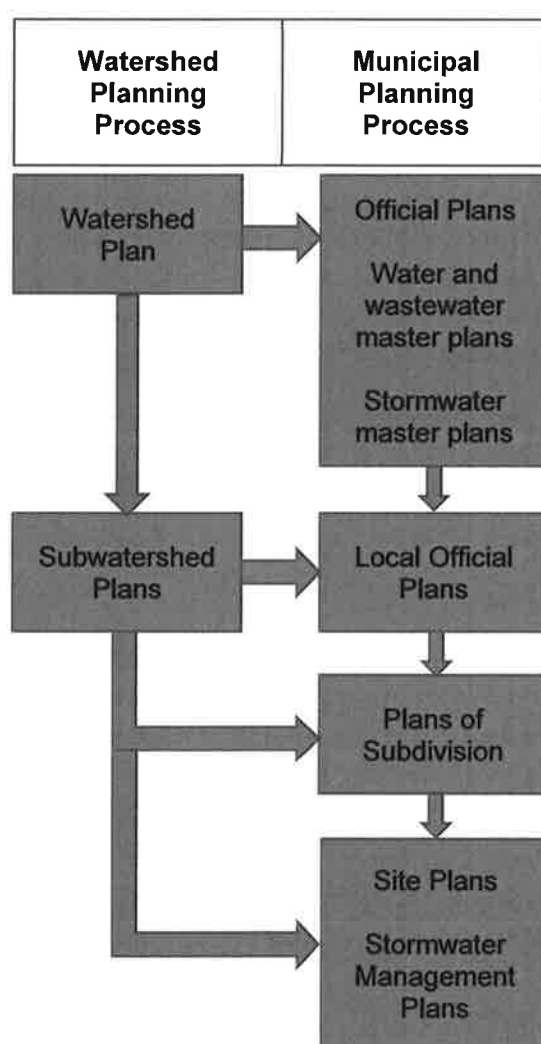 Watershed
Planning
Process
Municipal
Planning
Process
Watershed
Plan
Official Plans
Water and
wastewater
master plans
Stormwater
master plans
Subwatershed
Plans
Local Official
Plans
Plans of
Subdivision
Site Plans
Stormwater
Management
Plans